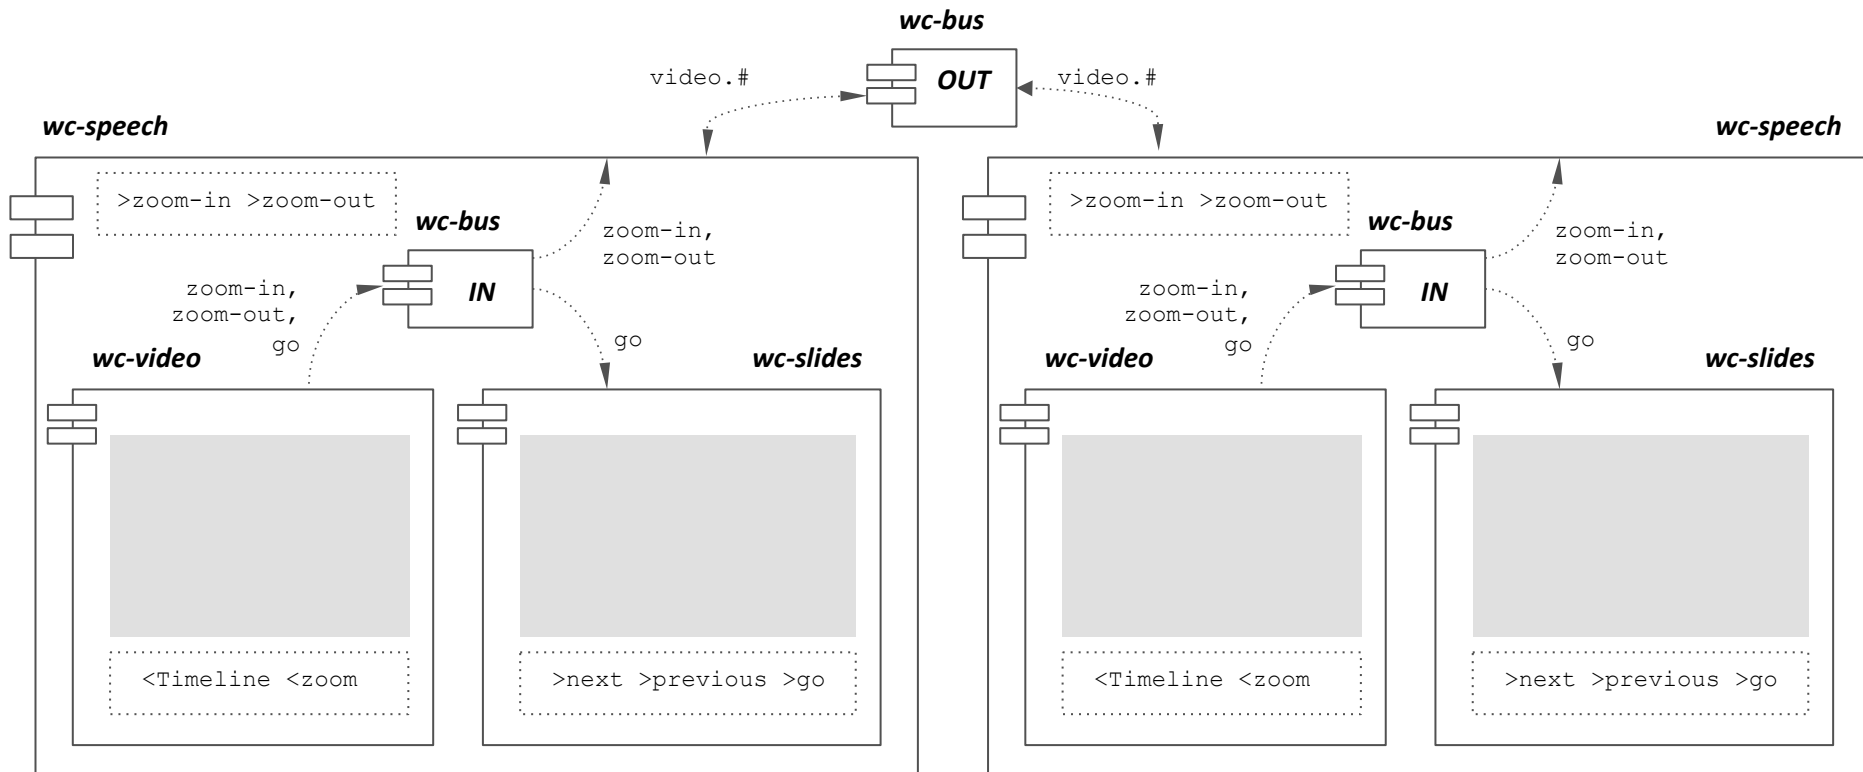 wc-bus
OUT
video.#
video.#
wc-speech
>zoom-in >zoom-out
wc-bus
IN
zoom-in,
zoom-out
zoom-in,
zoom-out,
go
go
wc-video
<Timeline <zoom
wc-slides
>next >previous >go
wc-speech
>zoom-in >zoom-out
wc-bus
IN
zoom-in,
zoom-out
zoom-in,
zoom-out,
go
go
wc-video
<Timeline <zoom
wc-slides
>next >previous >go